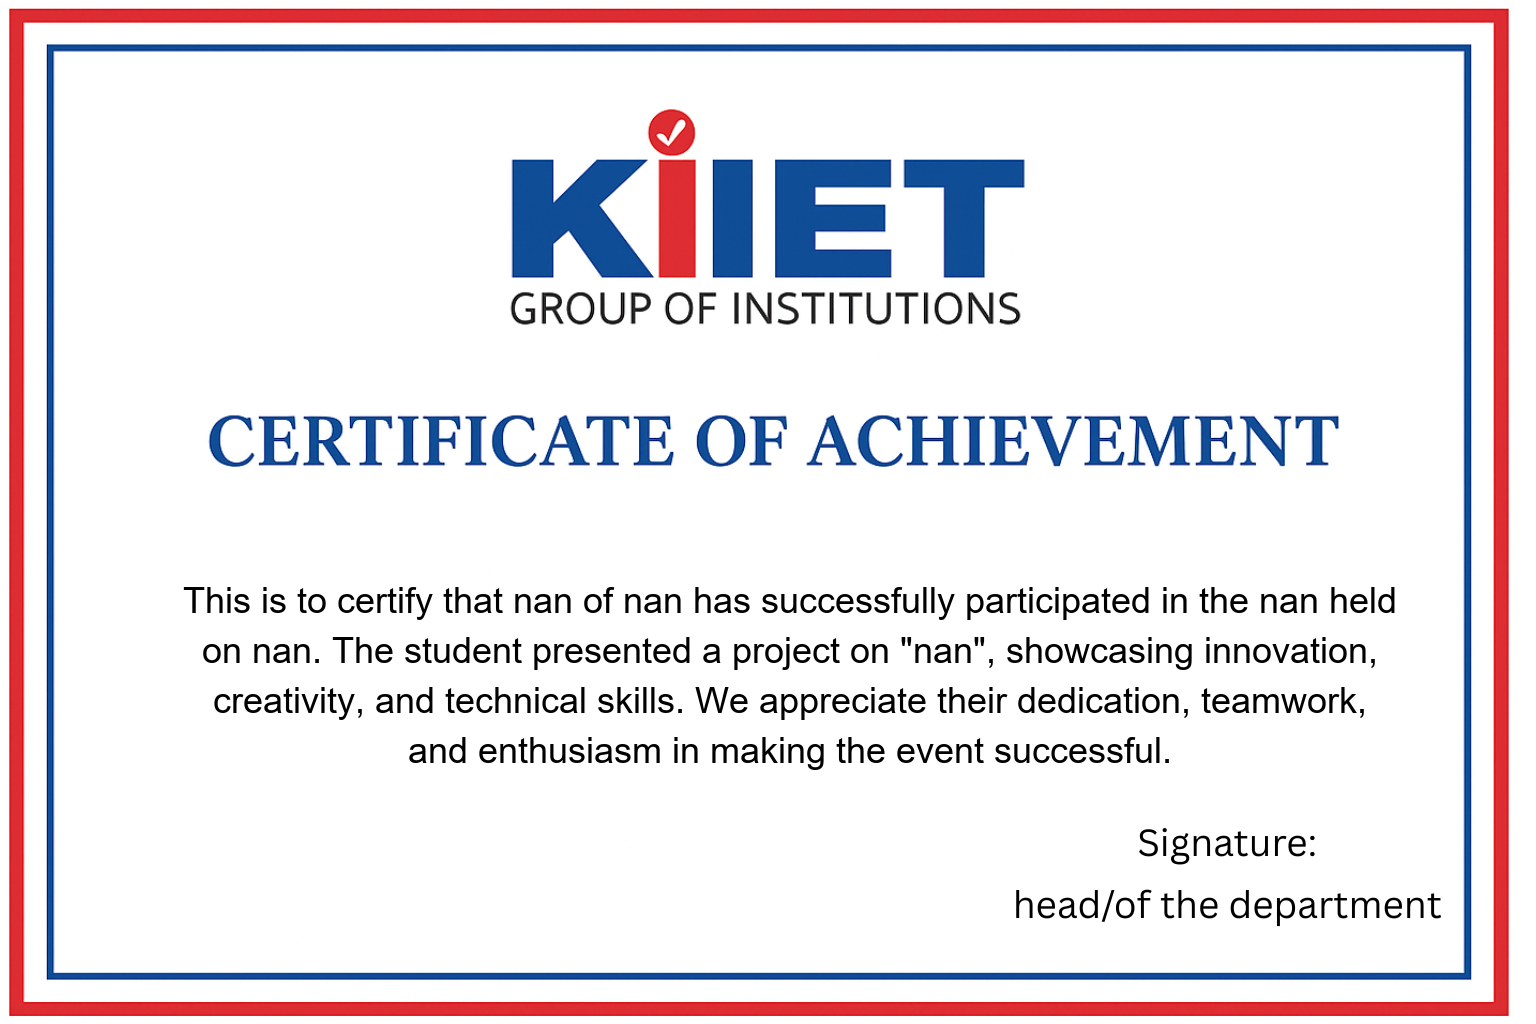 KiIET
GROUP OF INSTITUTIONS
CERTIFICATE OF ACHIEVEMENT
This is to certify that nan of nan has successfully participated in the nan held
on nan. The student presented a project on "nan", showcasing innovation,
creativity, and technical skills. We appreciate their dedication, teamwork,
and enthusiasm in making the event successful.
Signature:
head/of the department